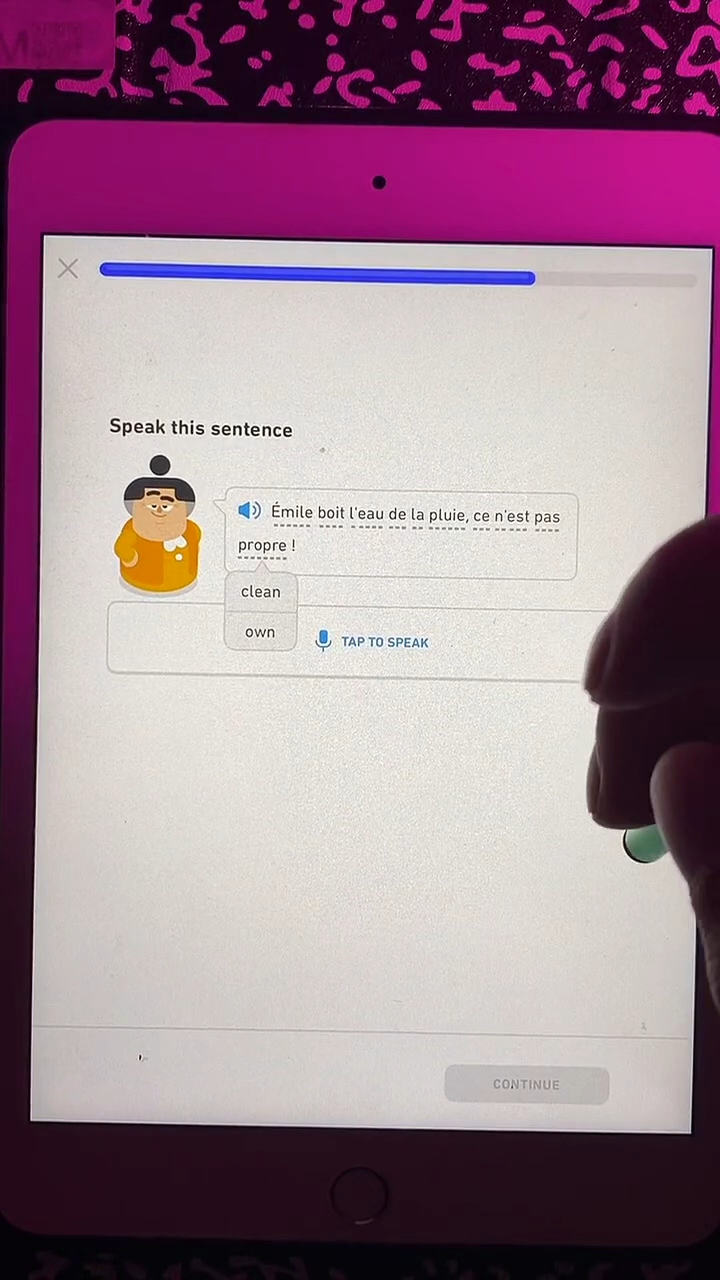 Speak this sentence
Émile boit l'eau de la pluie, ce n'est pas
propre !
clean
own
TAP TO SPEAK
CONTINUE